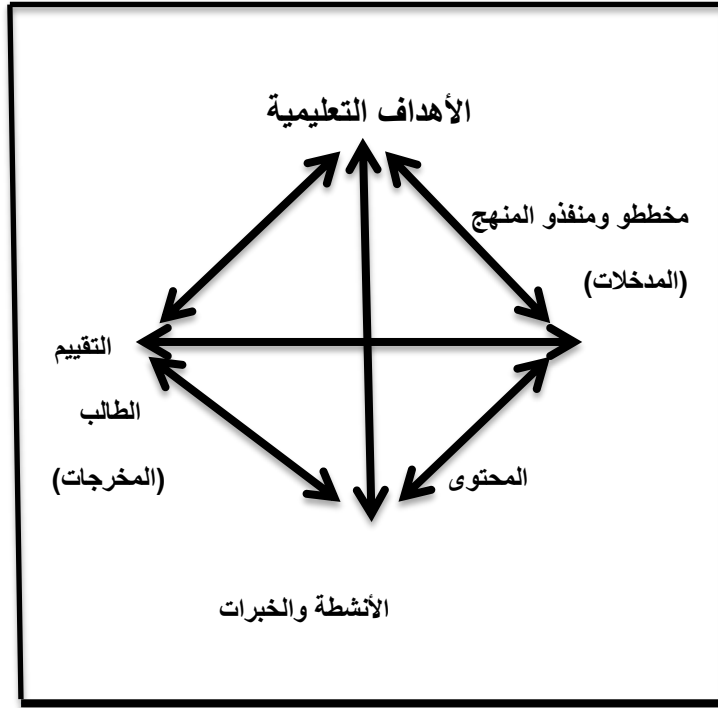 الأهداف التعليمية
مخططو ومنفذو المنهج
(المدخلات)
التقييم
الطالب
(المخرجات)
المحتوى
الأنشطة والخبرات